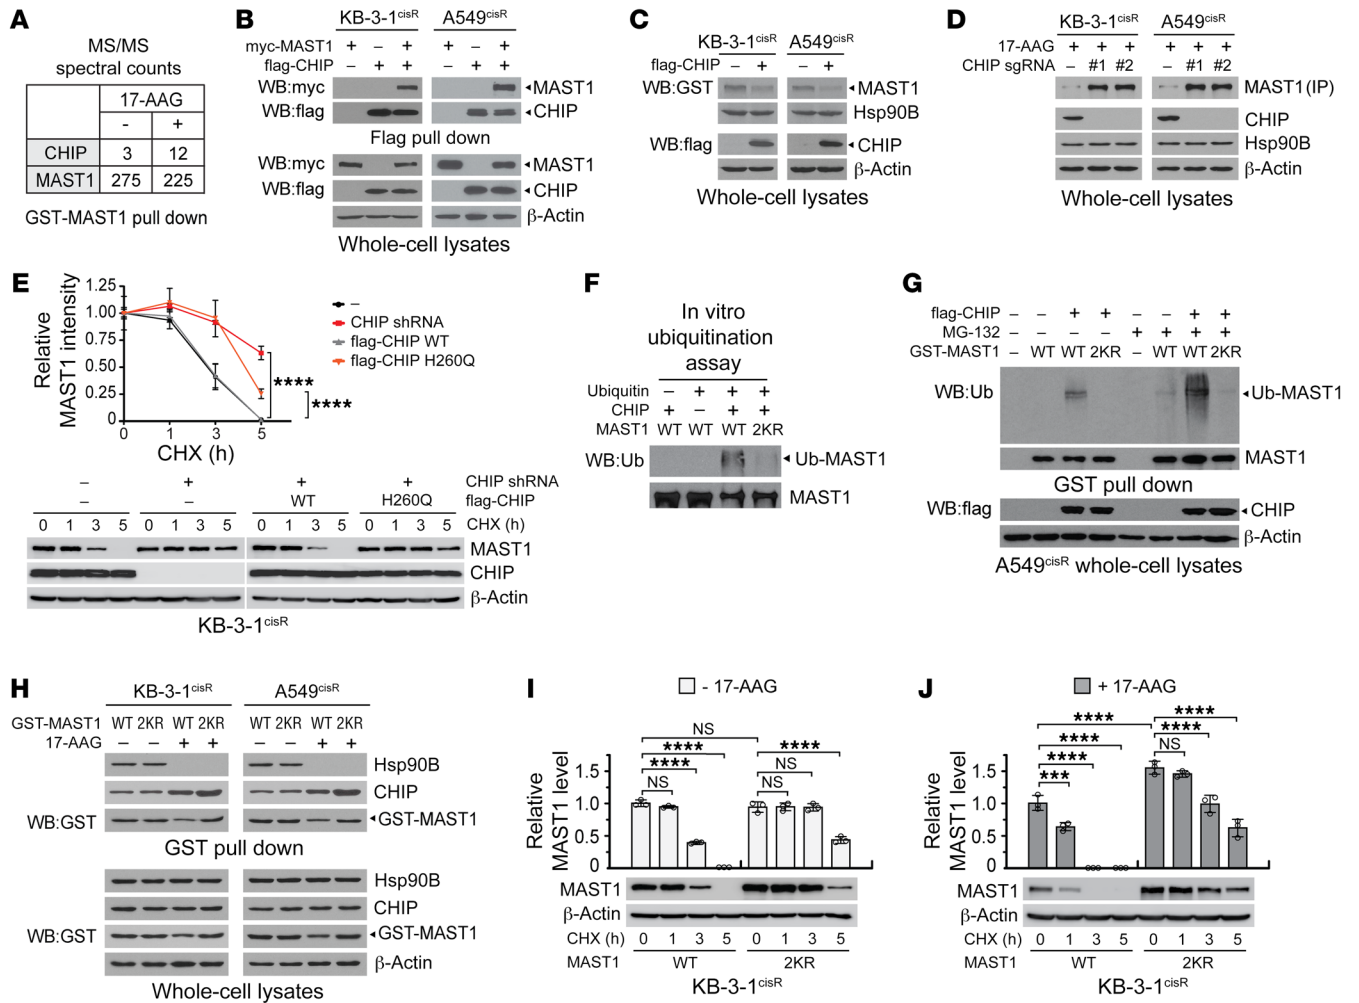 A
MS/MS
spectral counts
17-AAG
- +
CHIP 3 12
MAST1 275 225
GST-MAST1 pull down
B
KB-3-1cisR A549cisR
myc-MAST1 + – + + – +
flag-CHIP – + + – + +
WB:myc MAST1
WB:flag CHIP
Flag pull down
WB:myc MAST1
WB:flag CHIP
β-Actin
Whole-cell lysates
C
KB-3-1cisR A549cisR
flag-CHIP – + – +
WB:GST MAST1
Hsp90B
WB:flag CHIP
β-Actin
Whole-cell lysates
D
KB-3-1cisR A549cisR
17-AAG + + + + + +
CHIP sgRNA – #1 #2 – #1 #2
MAST1 (IP)
CHIP
Hsp90B
β-Actin
Whole-cell lysates
E
Relative
MAST1 intensity
1.25
1.00
0.75
0.50
0.25
0
0 1 3 5
CHX (h)
–
CHIP shRNA
flag-CHIP WT
flag-CHIP H260Q
****
****
– + + + CHIP shRNA
– – WT H260Q flag-CHIP
0 1 3 5 0 1 3 5 0 1 3 5 0 1 3 5 CHX (h)
MAST1
CHIP
β-Actin
KB-3-1cisR
F
In vitro
ubiquitination
assay
Ubiquitin – + + +
CHIP + – + +
MAST1 WT WT WT 2KR
WB:Ub Ub-MAST1
MAST1
G
flag-CHIP – – + + – – + +
MG-132 – – – – + + + +
GST-MAST1 – WT WT 2KR – WT WT 2KR
WB:Ub Ub-MAST1
MAST1
GST pull down
WB:flag CHIP
β-Actin
A549cisR whole-cell lysates
H
KB-3-1cisR A549cisR
GST-MAST1 WT 2KR WT 2KR WT 2KR WT 2KR
17-AAG – – + + – – + +
Hsp90B
CHIP
WB:GST GST-MAST1
GST pull down
Hsp90B
CHIP
WB:GST GST-MAST1
β-Actin
Whole-cell lysates
I
- 17-AAG
Relative
MAST1 level
NS
**** ****
**** NS
NS NS
1.5
1.0
0.5
0
MAST1
β-Actin
CHX (h) 0 1 3 5 0 1 3 5
MAST1 WT 2KR
KB-3-1cisR
J
+ 17-AAG
Relative
MAST1 level
****
**** ****
**** ****
*** NS
1.5
1.0
0.5
0
MAST1
β-Actin
CHX (h) 0 1 3 5 0 1 3 5
MAST1 WT 2KR
KB-3-1cisR